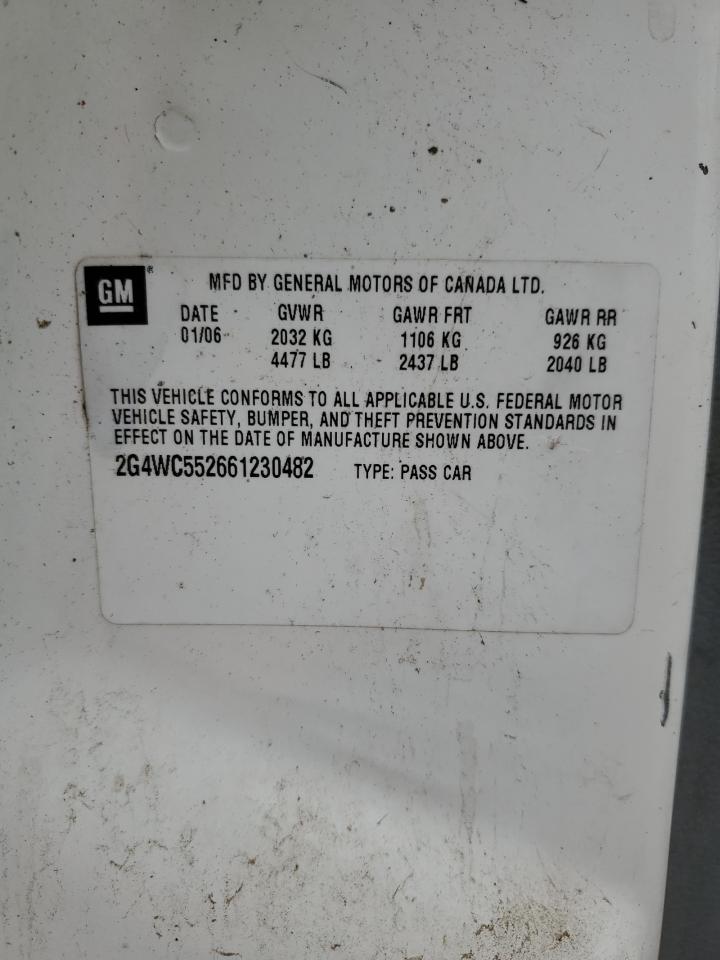 GM ® MFD BY GENERAL MOTORS OF CANADA LTD.
DATE GVWR GAWR FRT GAWR RR
01/06 2032 KG 1106 KG 926 KG
4477 LB 2437 LB 2040 LB
THIS VEHICLE CONFORMS TO ALL APPLICABLE U.S. FEDERAL MOTOR
VEHICLE SAFETY, BUMPER, AND THEFT PREVENTION STANDARDS IN
EFFECT ON THE DATE OF MANUFACTURE SHOWN ABOVE.
2G4WC552661230482 TYPE: PASS CAR